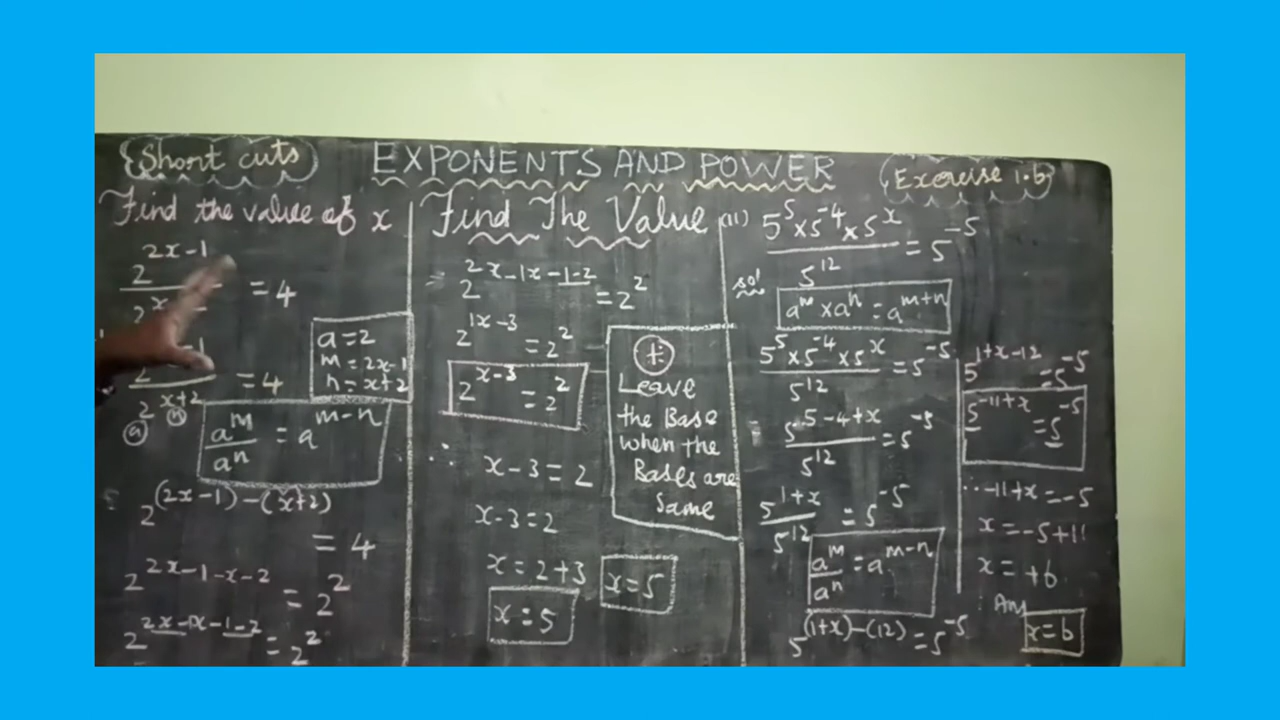 Short cuts
EXPONENTS AND POWER
Exercise 1.6
Find the value of x
2^(2x-1)
2^x
= 4
-1
2
= 4
2^(x+2)
(a) (n)
a=2
m=2x-1
n=x+2
a^m/a^n = a^(m-n)
2^((2x-1)-(x+2))
= 4
2^(2x-1-x-2) = 2^2
2^(2x-1x-1-2) = 2^2
Find The Value
= 2^(2x-1x-1-2) = 2^2
2^(1x-3) = 2^2
2^(x-3) = 2^2
∴ x-3=2
x-3=2
x=2+3
x=5
x=5
Leave
the Base
when the
Bases are
Same
(11) (5^5 × 5^-4 × 5^x)/5^12 = 5^-5
sol
a^m × a^n = a^(m+n)
(5^5 × 5^-4 × 5^x)/5^12 = 5^-5
5^(5-4+x)/5^12 = 5^-5
5^(1+x)/5^12 = 5^-5
a^m/a^n = a^(m-n)
5^((1+x)-(12)) = 5^-5
5^(1+x-12) = 5^-5
5^(-11+x) = 5^-5
∴ -11+x=-5
x=-5+11
x=+6
Ans
x=6